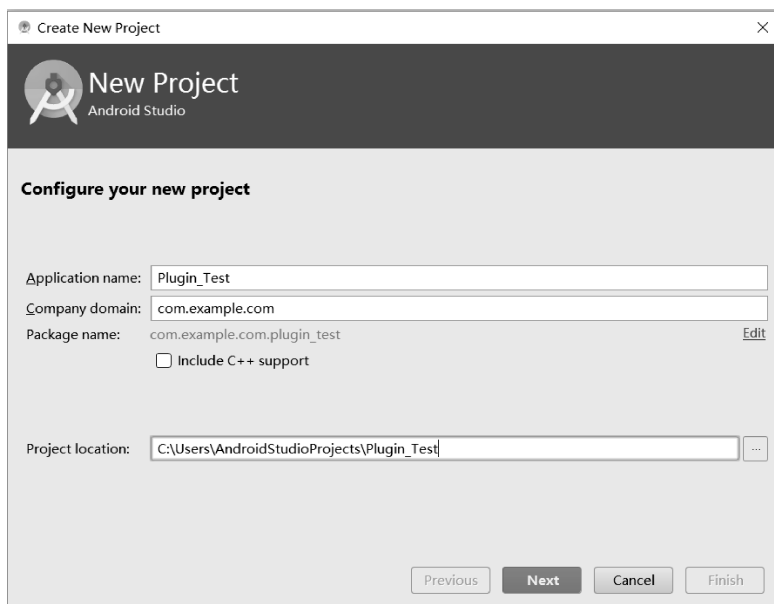 Create New Project
New Project
Android Studio
Configure your new project
Application name: Plugin_Test
Company domain: com.example.com
Package name: com.example.com.plugin_test Edit
Include C++ support
Project location: C:\Users\AndroidStudioProjects\Plugin_Test ...
Previous Next Cancel Finish